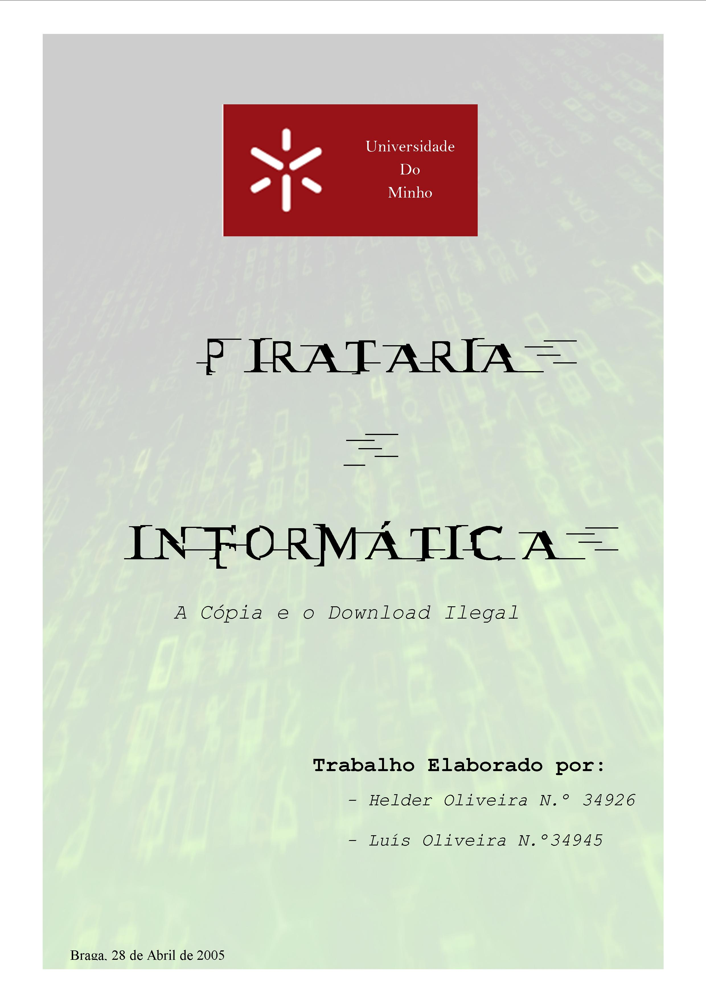 Universidade
Do
Minho
PIRATARIA
INFORMÁTICA
A Cópia e o Download Ilegal
Trabalho Elaborado por:
- Helder Oliveira N.º 34926
- Luís Oliveira N.º34945
Braga, 28 de Abril de 2005